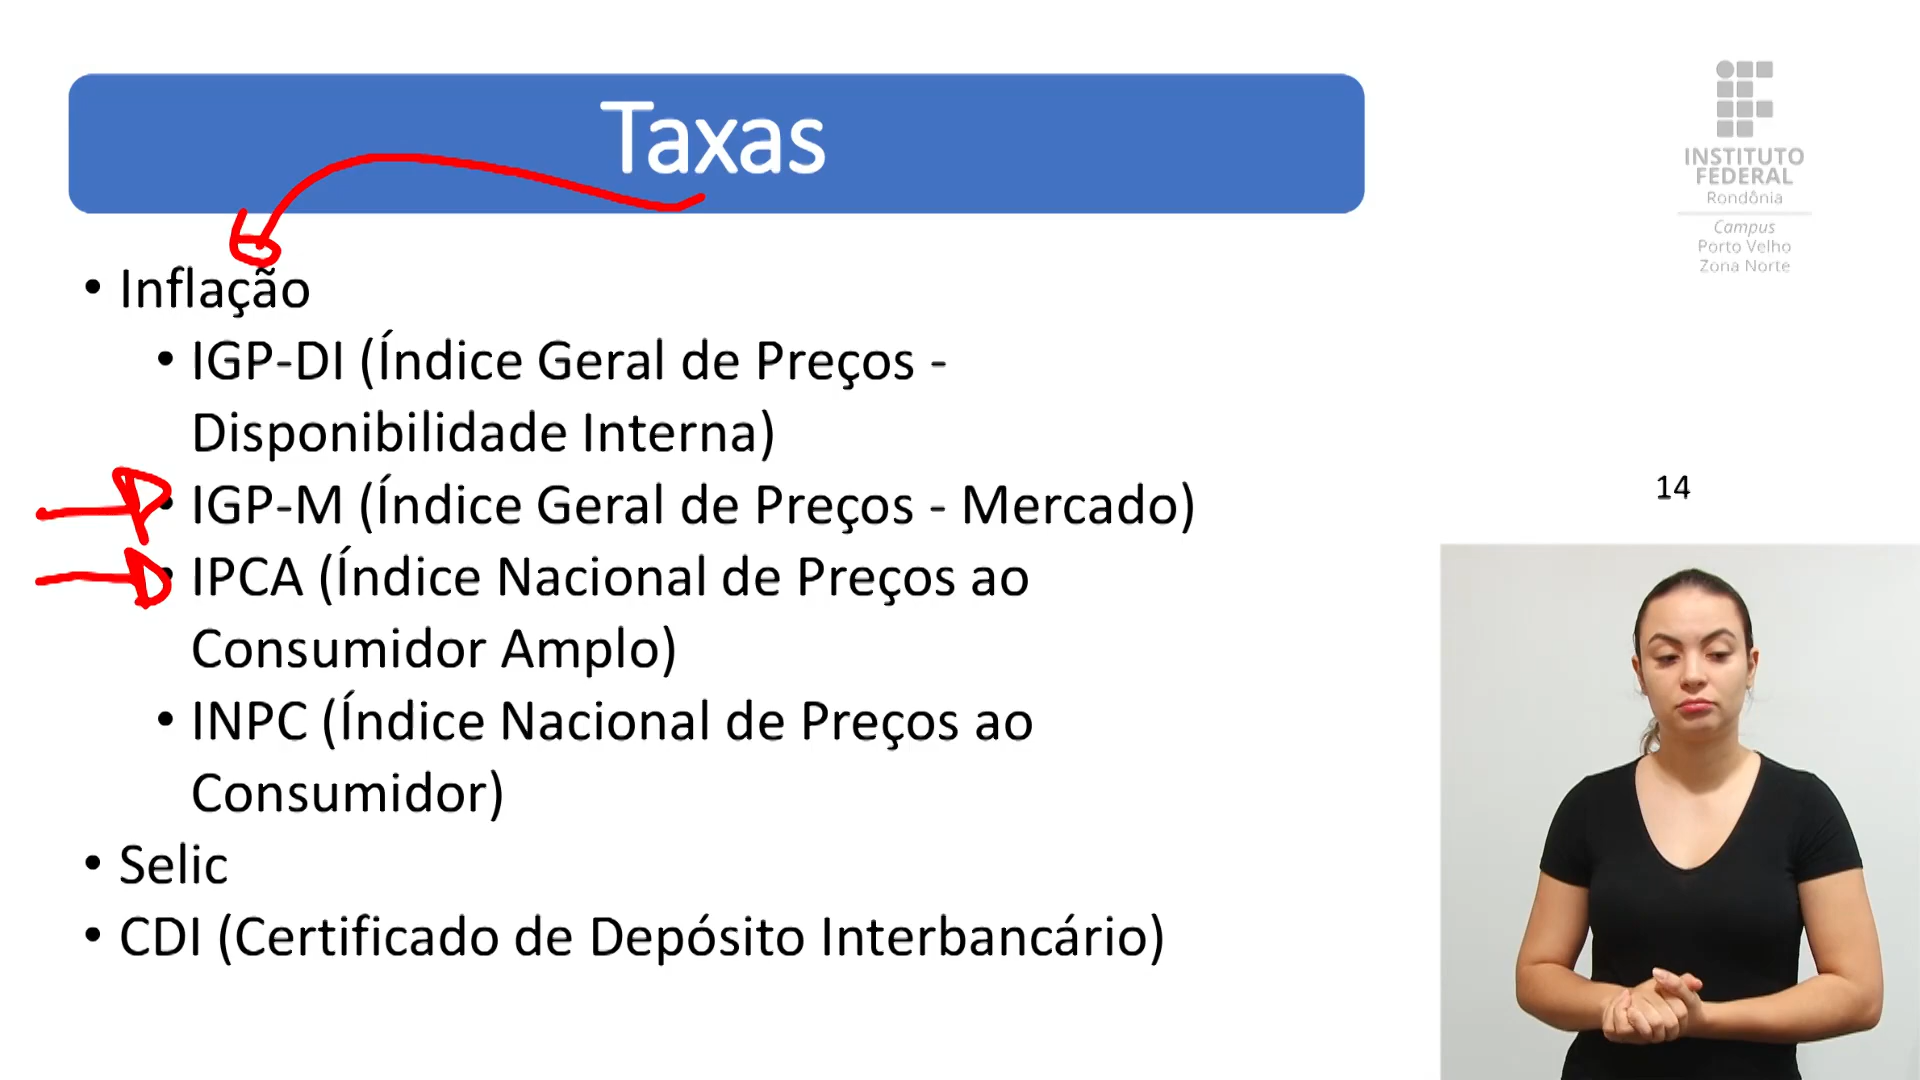 Taxas
• Inflação
• IGP-DI (Índice Geral de Preços -
Disponibilidade Interna)
• IGP-M (Índice Geral de Preços - Mercado)
• IPCA (Índice Nacional de Preços ao
Consumidor Amplo)
• INPC (Índice Nacional de Preços ao
Consumidor)
• Selic
• CDI (Certificado de Depósito Interbancário)
INSTITUTO
FEDERAL
Rondônia
Campus
Porto Velho
Zona Norte
14